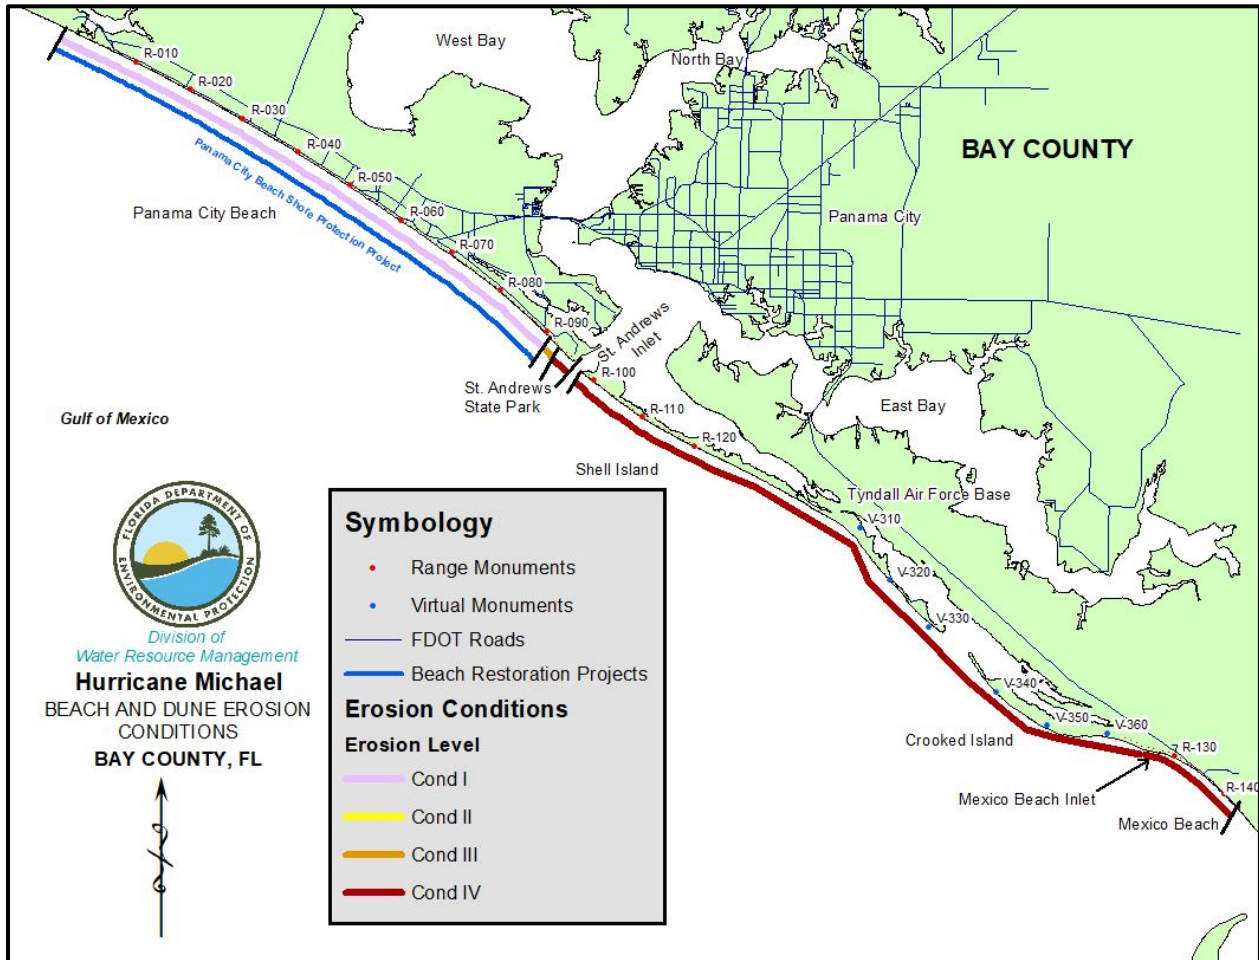 West Bay
North Bay
BAY COUNTY
R-010
R-020
R-030
R-040
R-050
R-060
R-070
R-080
R-090
R-100
R-110
R-120
Panama City Beach Shore Protection Project
Panama City Beach
Panama City
St. Andrews
Inlet
St. Andrews
State Park
Gulf of Mexico
East Bay
Shell Island
Tyndall Air Force Base
V-310
V-320
V-330
V-340
V-350
V-360
R-130
R-140
Crooked Island
Mexico Beach Inlet
Mexico Beach
FLORIDA DEPARTMENT OF
ENVIRONMENTAL PROTECTION
Division of
Water Resource Management
Hurricane Michael
BEACH AND DUNE EROSION
CONDITIONS
BAY COUNTY, FL
Symbology
Range Monuments
Virtual Monuments
FDOT Roads
Beach Restoration Projects
Erosion Conditions
Erosion Level
Cond I
Cond II
Cond III
Cond IV